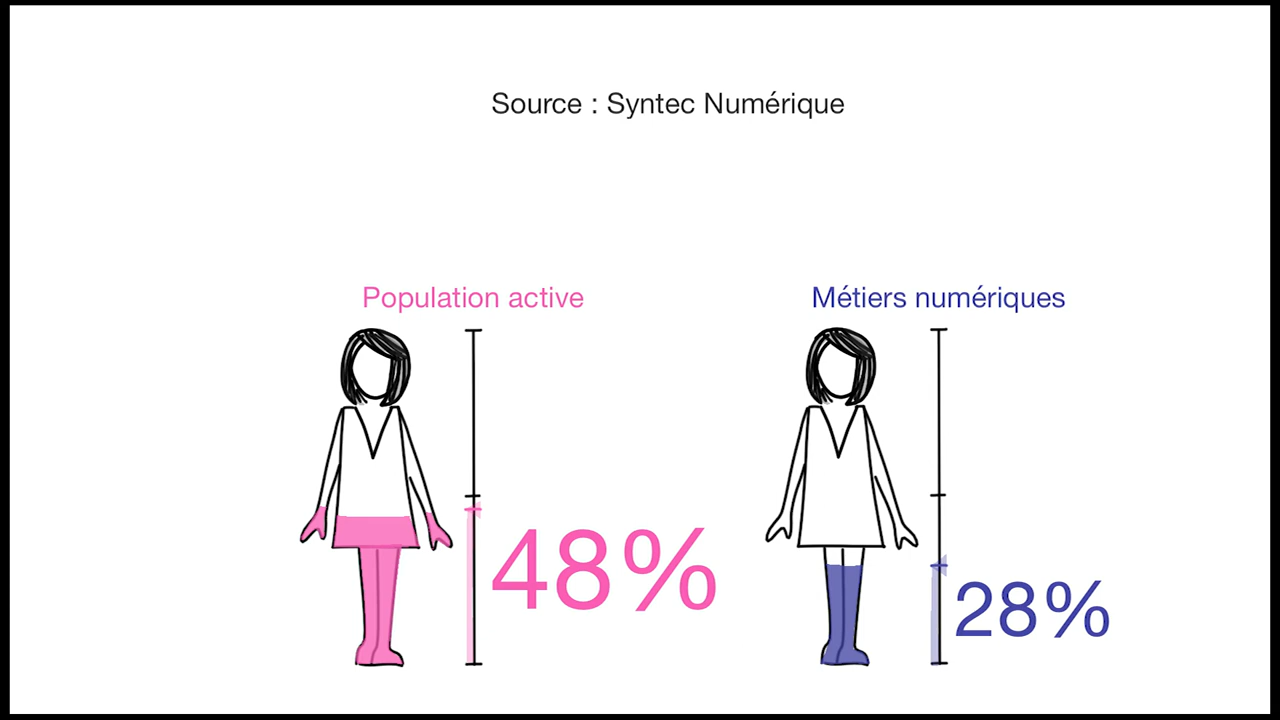 Source : Syntec Numérique
Population active
Métiers numériques
48%
28%